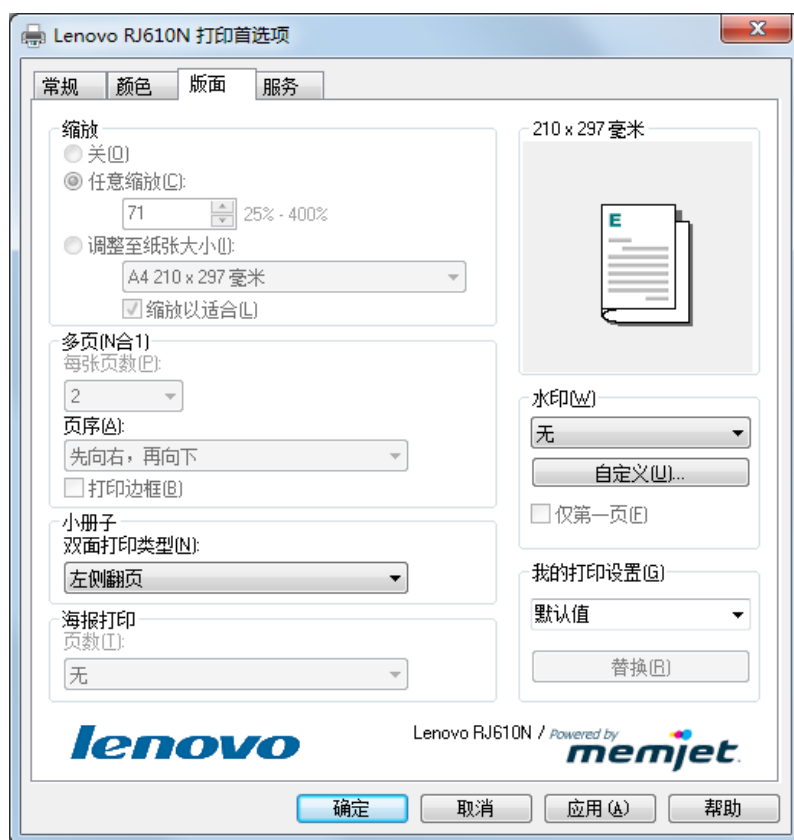 Lenovo RJ610N 打印首选项
常规 颜色 版面 服务
缩放
关(O)
任意缩放(C):
71 25% - 400%
调整至纸张大小(I):
A4 210 x 297 毫米
缩放以适合(L)
多页(N合1)
每张页数(P):
2
页序(A):
先向右，再向下
打印边框(B)
小册子
双面打印类型(N):
左侧翻页
海报打印
页数(T):
无
210 x 297 毫米
E
水印(W)
无
自定义(U)...
仅第一页(F)
我的打印设置(G)
默认值
替换(R)
lenovo
Lenovo RJ610N / Powered by
memjet
确定 取消 应用(A) 帮助